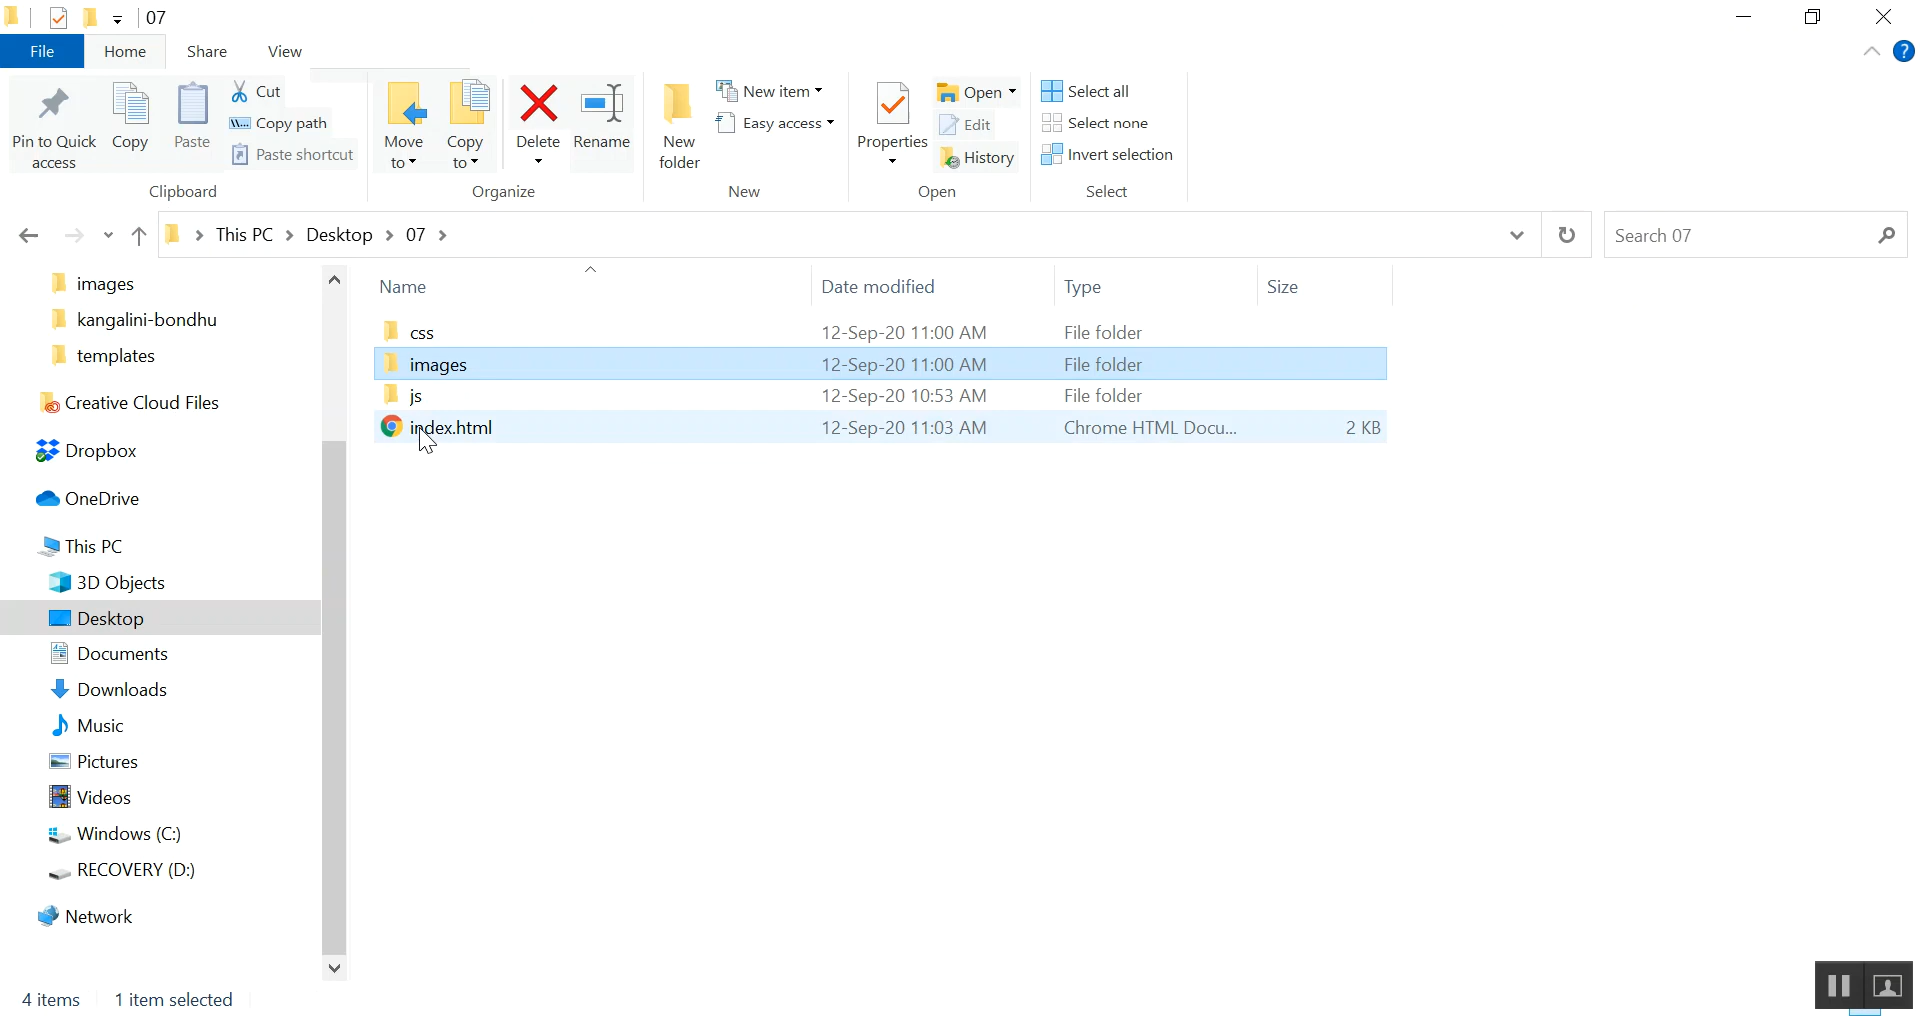 07
File Home Share View
Pin to Quick access
Copy
Paste
Cut
Copy path
Paste shortcut
Clipboard
Move to
Copy to
Delete
Rename
Organize
New folder
New item
Easy access
New
Properties
Open
Edit
History
Open
Select all
Select none
Invert selection
Select
This PC Desktop 07
Search 07
images
kangalini-bondhu
templates
Creative Cloud Files
Dropbox
OneDrive
This PC
3D Objects
Desktop
Documents
Downloads
Music
Pictures
Videos
Windows (C:)
RECOVERY (D:)
Network
Name Date modified Type Size
css 12-Sep-20 11:00 AM File folder
images 12-Sep-20 11:00 AM File folder
js 12-Sep-20 10:53 AM File folder
index.html 12-Sep-20 11:03 AM Chrome HTML Docu... 2 KB
4 items 1 item selected